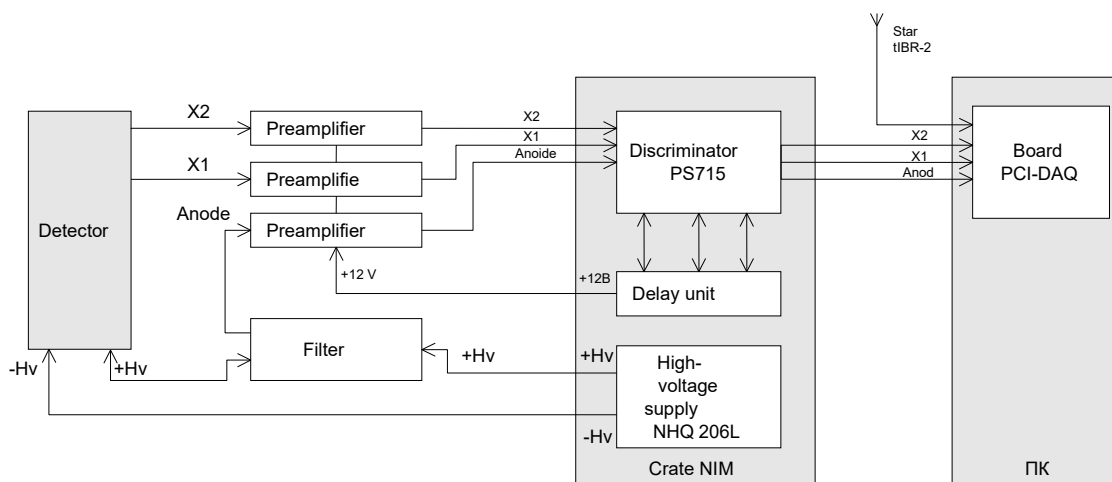 Star
tIBR-2
X2
Preamplifier
X2
X1
Preamplifie
X1
Anoide
Anode
Preamplifier
Detector
Discriminator
PS715
X2
X1
Anod
Board
PCI-DAQ
+12 V
+12B
Delay unit
Filter
-Hv
+Hv
+Hv
+Hv
High-
voltage
supply
NHQ 206L
-Hv
Crate NIM
ПК